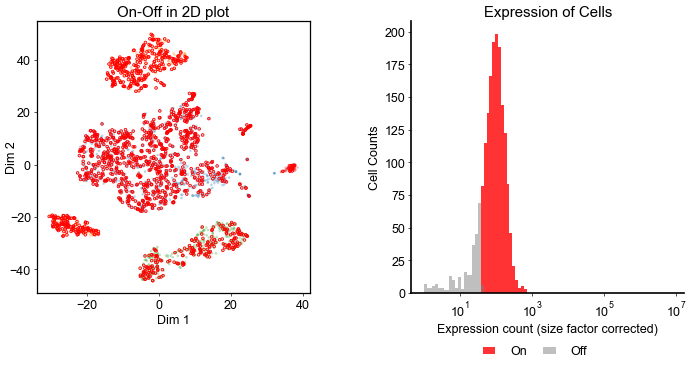 On-Off in 2D plot
Dim 2
40
20
0
−20
−40
−20
0
20
40
Dim 1
Expression of Cells
Cell Counts
200
175
150
125
100
75
50
25
0
10^1
10^3
10^5
10^7
Expression count (size factor corrected)
On
Off